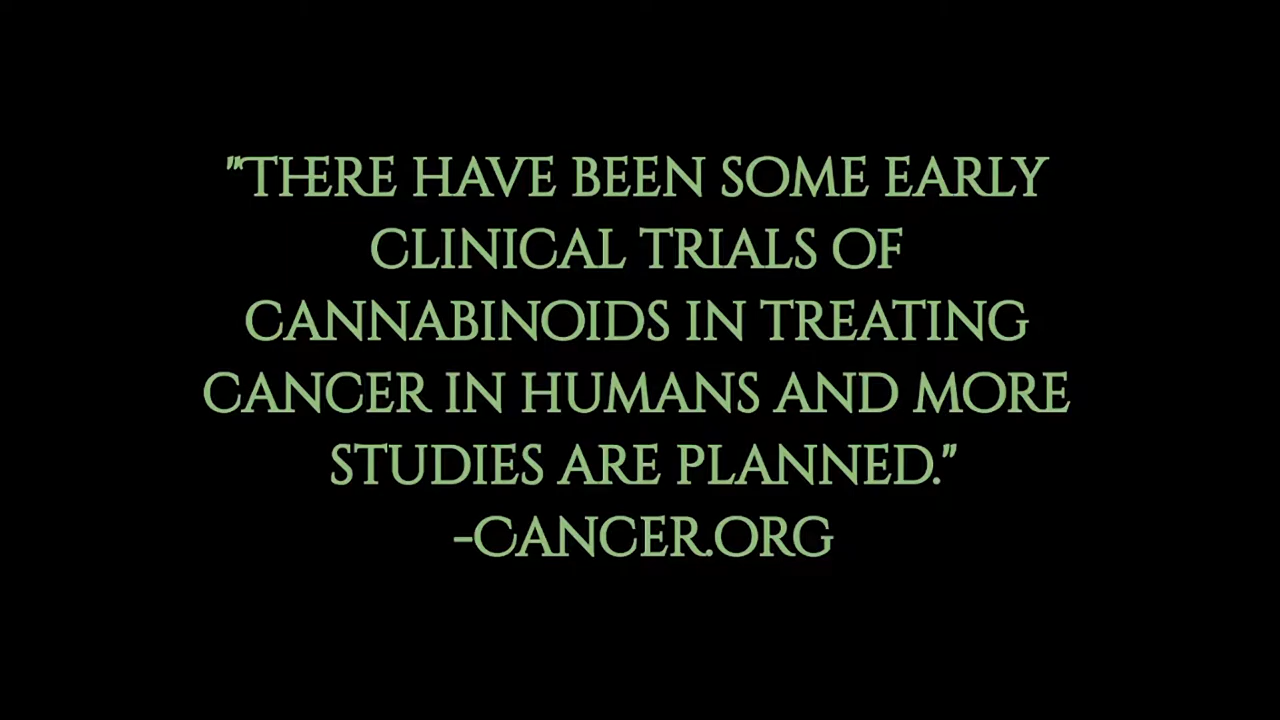 "There have been some early
clinical trials of
cannabinoids in treating
cancer in humans and more
studies are planned."
-Cancer.org